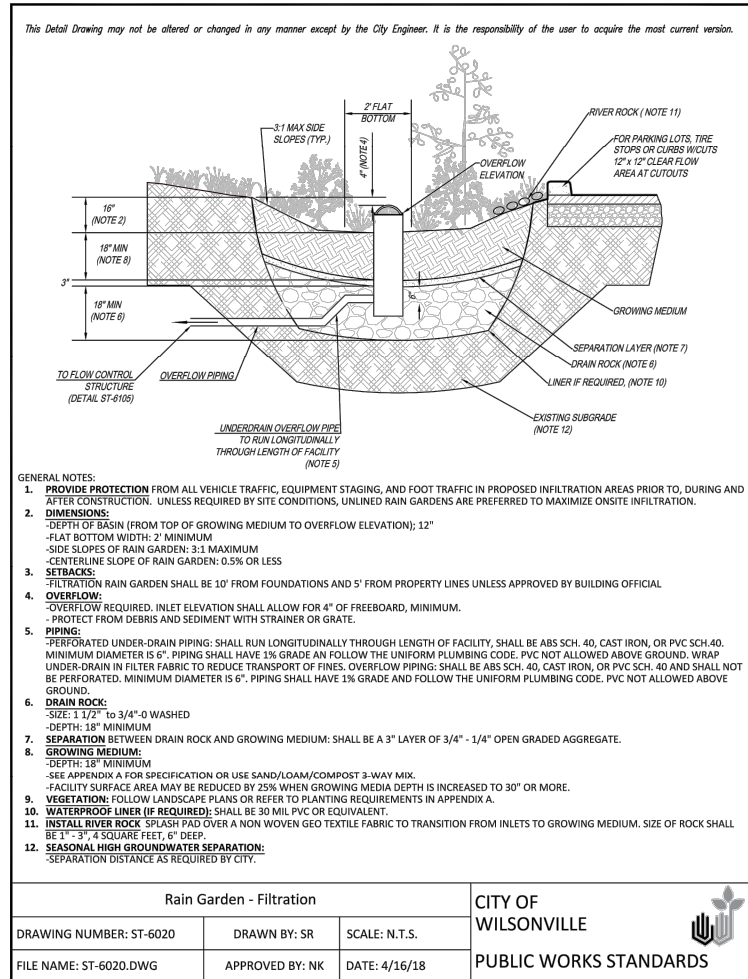 This Detail Drawing may not be altered or changed in any manner except by the City Engineer. It is the responsibility of the user to acquire the most current version.
2' FLAT
BOTTOM
RIVER ROCK ( NOTE 11)
3:1 MAX SIDE
SLOPES (TYP.)
4" (NOTE 4)
FOR PARKING LOTS, TIRE
STOPS OR CURBS W/CUTS
12" x 12" CLEAR FLOW
AREA AT CUTOUTS
OVERFLOW
ELEVATION
16"
(NOTE 2)
18" MIN
(NOTE 8)
3"
18" MIN
(NOTE 6)
6"
GROWING MEDIUM
SEPARATION LAYER (NOTE 7)
DRAIN ROCK (NOTE 6)
LINER IF REQUIRED, (NOTE 10)
TO FLOW CONTROL
STRUCTURE
(DETAIL ST-6105)
OVERFLOW PIPING
EXISTING SUBGRADE
(NOTE 12)
UNDERDRAIN OVERFLOW PIPE
TO RUN LONGITUDINALLY
THROUGH LENGTH OF FACILITY
(NOTE 5)
GENERAL NOTES:
1. PROVIDE PROTECTION FROM ALL VEHICLE TRAFFIC, EQUIPMENT STAGING, AND FOOT TRAFFIC IN PROPOSED INFILTRATION AREAS PRIOR TO, DURING AND
AFTER CONSTRUCTION. UNLESS REQUIRED BY SITE CONDITIONS, UNLINED RAIN GARDENS ARE PREFERRED TO MAXIMIZE ONSITE INFILTRATION.
2. DIMENSIONS:
-DEPTH OF BASIN (FROM TOP OF GROWING MEDIUM TO OVERFLOW ELEVATION); 12"
-FLAT BOTTOM WIDTH: 2' MINIMUM
-SIDE SLOPES OF RAIN GARDEN: 3:1 MAXIMUM
-CENTERLINE SLOPE OF RAIN GARDEN: 0.5% OR LESS
3. SETBACKS:
-FILTRATION RAIN GARDEN SHALL BE 10' FROM FOUNDATIONS AND 5' FROM PROPERTY LINES UNLESS APPROVED BY BUILDING OFFICIAL
4. OVERFLOW:
-OVERFLOW REQUIRED. INLET ELEVATION SHALL ALLOW FOR 4" OF FREEBOARD, MINIMUM.
- PROTECT FROM DEBRIS AND SEDIMENT WITH STRAINER OR GRATE.
5. PIPING:
-PERFORATED UNDER-DRAIN PIPING: SHALL RUN LONGITUDINALLY THROUGH LENGTH OF FACILITY, SHALL BE ABS SCH. 40, CAST IRON, OR PVC SCH.40.
MINIMUM DIAMETER IS 6". PIPING SHALL HAVE 1% GRADE AN FOLLOW THE UNIFORM PLUMBING CODE. PVC NOT ALLOWED ABOVE GROUND. WRAP
UNDER-DRAIN IN FILTER FABRIC TO REDUCE TRANSPORT OF FINES. OVERFLOW PIPING: SHALL BE ABS SCH. 40, CAST IRON, OR PVC SCH. 40 AND SHALL NOT
BE PERFORATED. MINIMUM DIAMETER IS 6". PIPING SHALL HAVE 1% GRADE AND FOLLOW THE UNIFORM PLUMBING CODE. PVC NOT ALLOWED ABOVE
GROUND.
6. DRAIN ROCK:
-SIZE: 1 1/2" to 3/4"-0 WASHED
-DEPTH: 18" MINIMUM
7. SEPARATION BETWEEN DRAIN ROCK AND GROWING MEDIUM: SHALL BE A 3" LAYER OF 3/4" - 1/4" OPEN GRADED AGGREGATE.
8. GROWING MEDIUM:
-DEPTH: 18" MINIMUM
-SEE APPENDIX A FOR SPECIFICATION OR USE SAND/LOAM/COMPOST 3-WAY MIX.
-FACILITY SURFACE AREA MAY BE REDUCED BY 25% WHEN GROWING MEDIA DEPTH IS INCREASED TO 30" OR MORE.
9. VEGETATION: FOLLOW LANDSCAPE PLANS OR REFER TO PLANTING REQUIREMENTS IN APPENDIX A.
10. WATERPROOF LINER (IF REQUIRED): SHALL BE 30 MIL PVC OR EQUIVALENT.
11. INSTALL RIVER ROCK SPLASH PAD OVER A NON WOVEN GEO TEXTILE FABRIC TO TRANSITION FROM INLETS TO GROWING MEDIUM. SIZE OF ROCK SHALL
BE 1" - 3", 4 SQUARE FEET, 6" DEEP.
12. SEASONAL HIGH GROUNDWATER SEPARATION:
-SEPARATION DISTANCE AS REQUIRED BY CITY.
Rain Garden - Filtration
DRAWING NUMBER: ST-6020
DRAWN BY: SR
SCALE: N.T.S.
FILE NAME: ST-6020.DWG
APPROVED BY: NK
DATE: 4/16/18
CITY OF
WILSONVILLE
PUBLIC WORKS STANDARDS